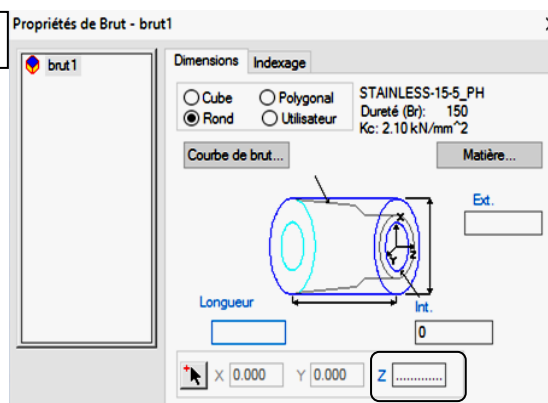 Propriétés de Brut - brut1
brut1
Dimensions Indexage
Cube Polygonal
Rond Utilisateur
STAINLESS-15-5_PH
Dureté (Br): 150
Kc: 2.10 kN/mm^2
Courbe de brut... Matière...
Ext.
X
Z
Y
Longueur Int.
0
X 0.000 Y 0.000 Z .............